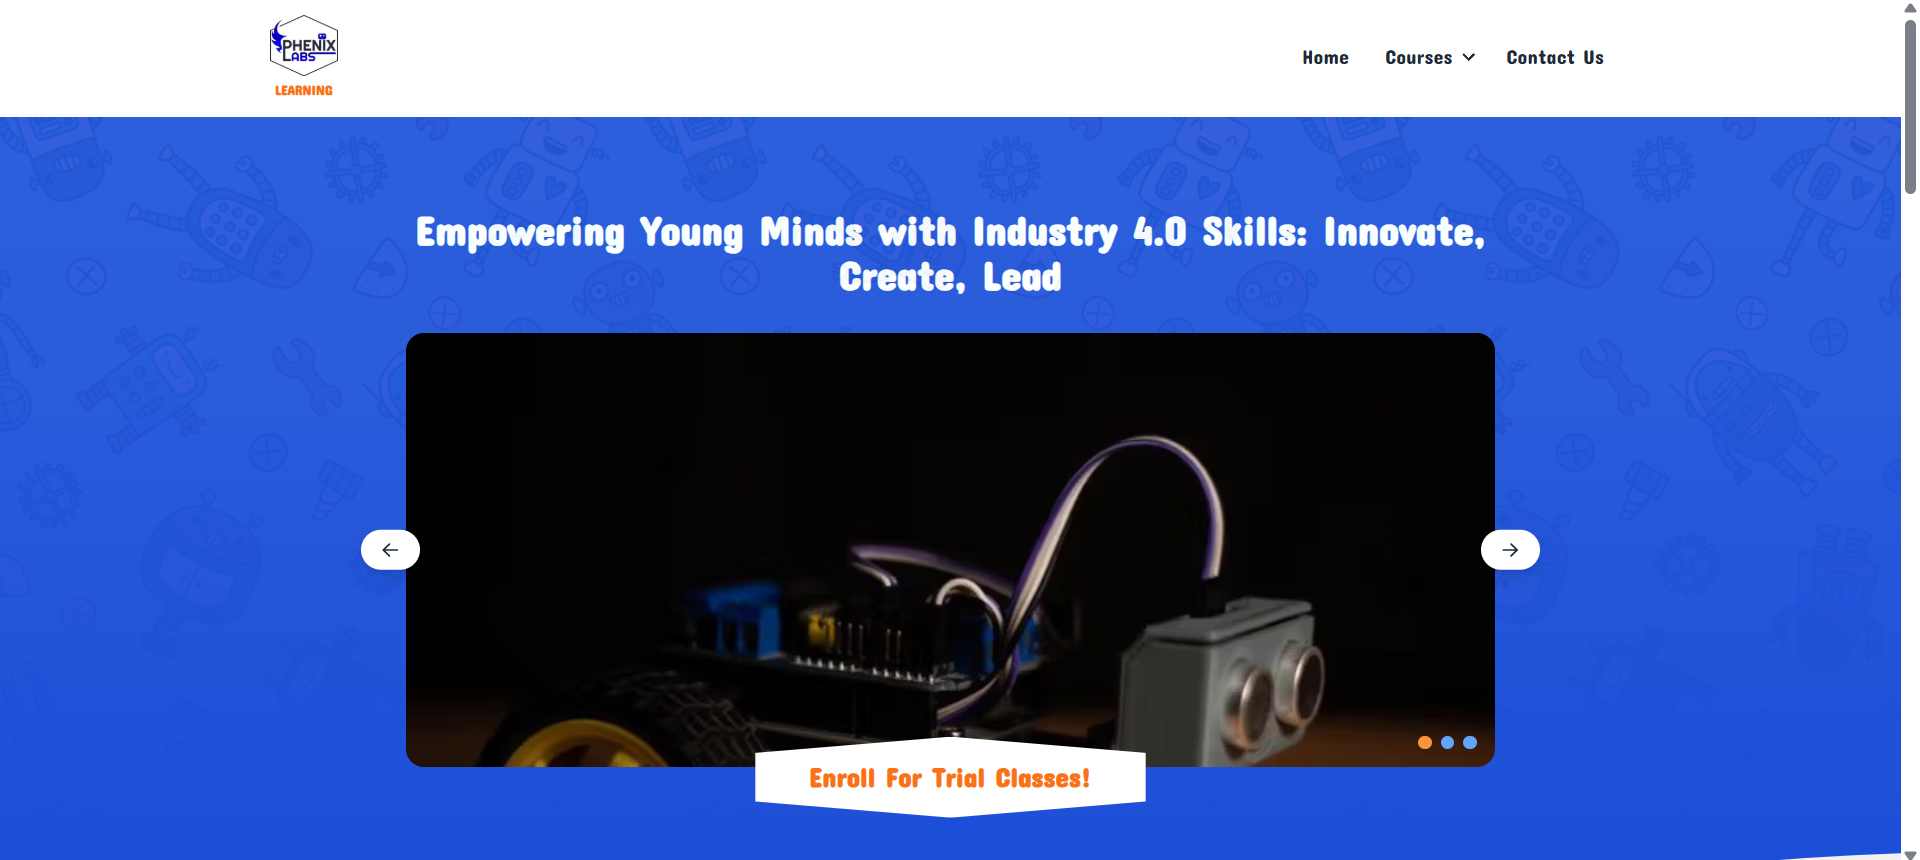 PHENIX
LABS
LEARNING
Home
Courses
Contact Us
Empowering Young Minds with Industry 4.0 Skills: Innovate,
Create, Lead
Enroll For Trial Classes!